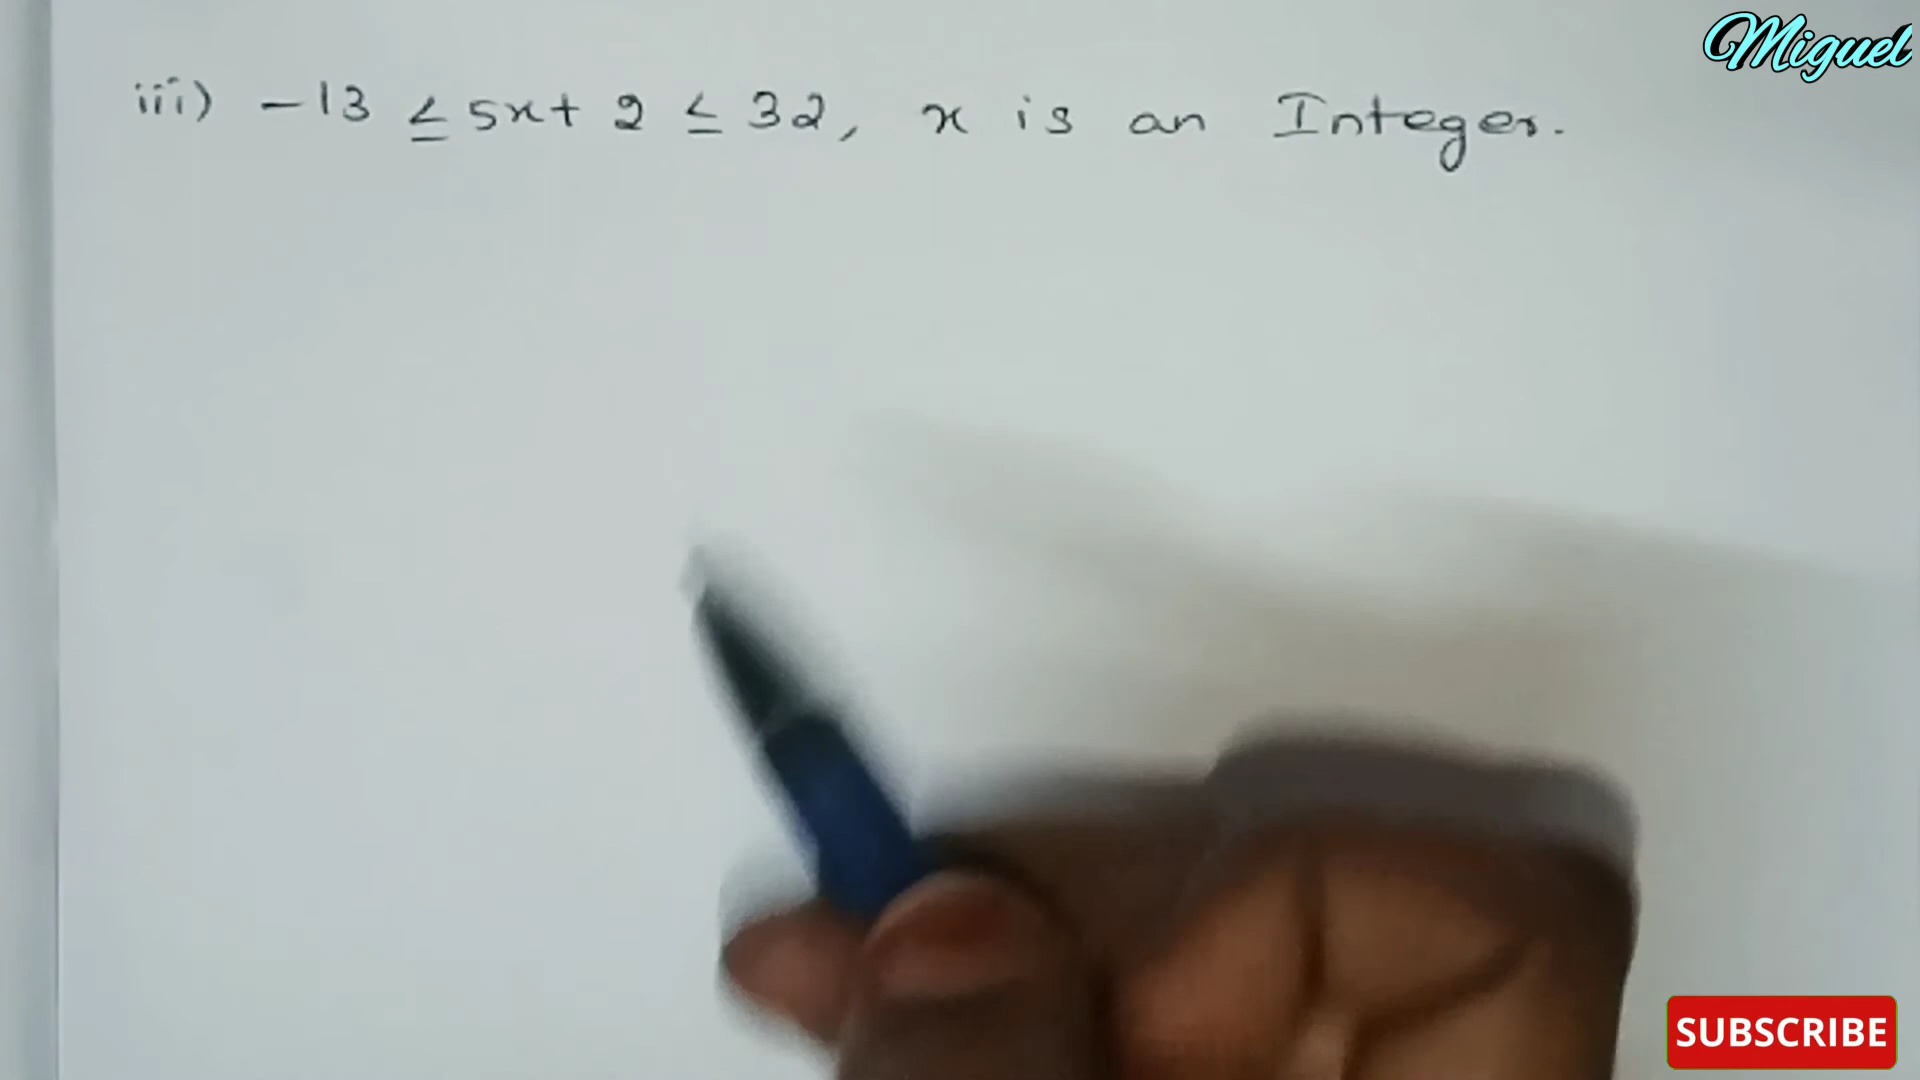 Miguel
iii) -13 ≤ 5x + 2 ≤ 32, x is an Integer.
SUBSCRIBE